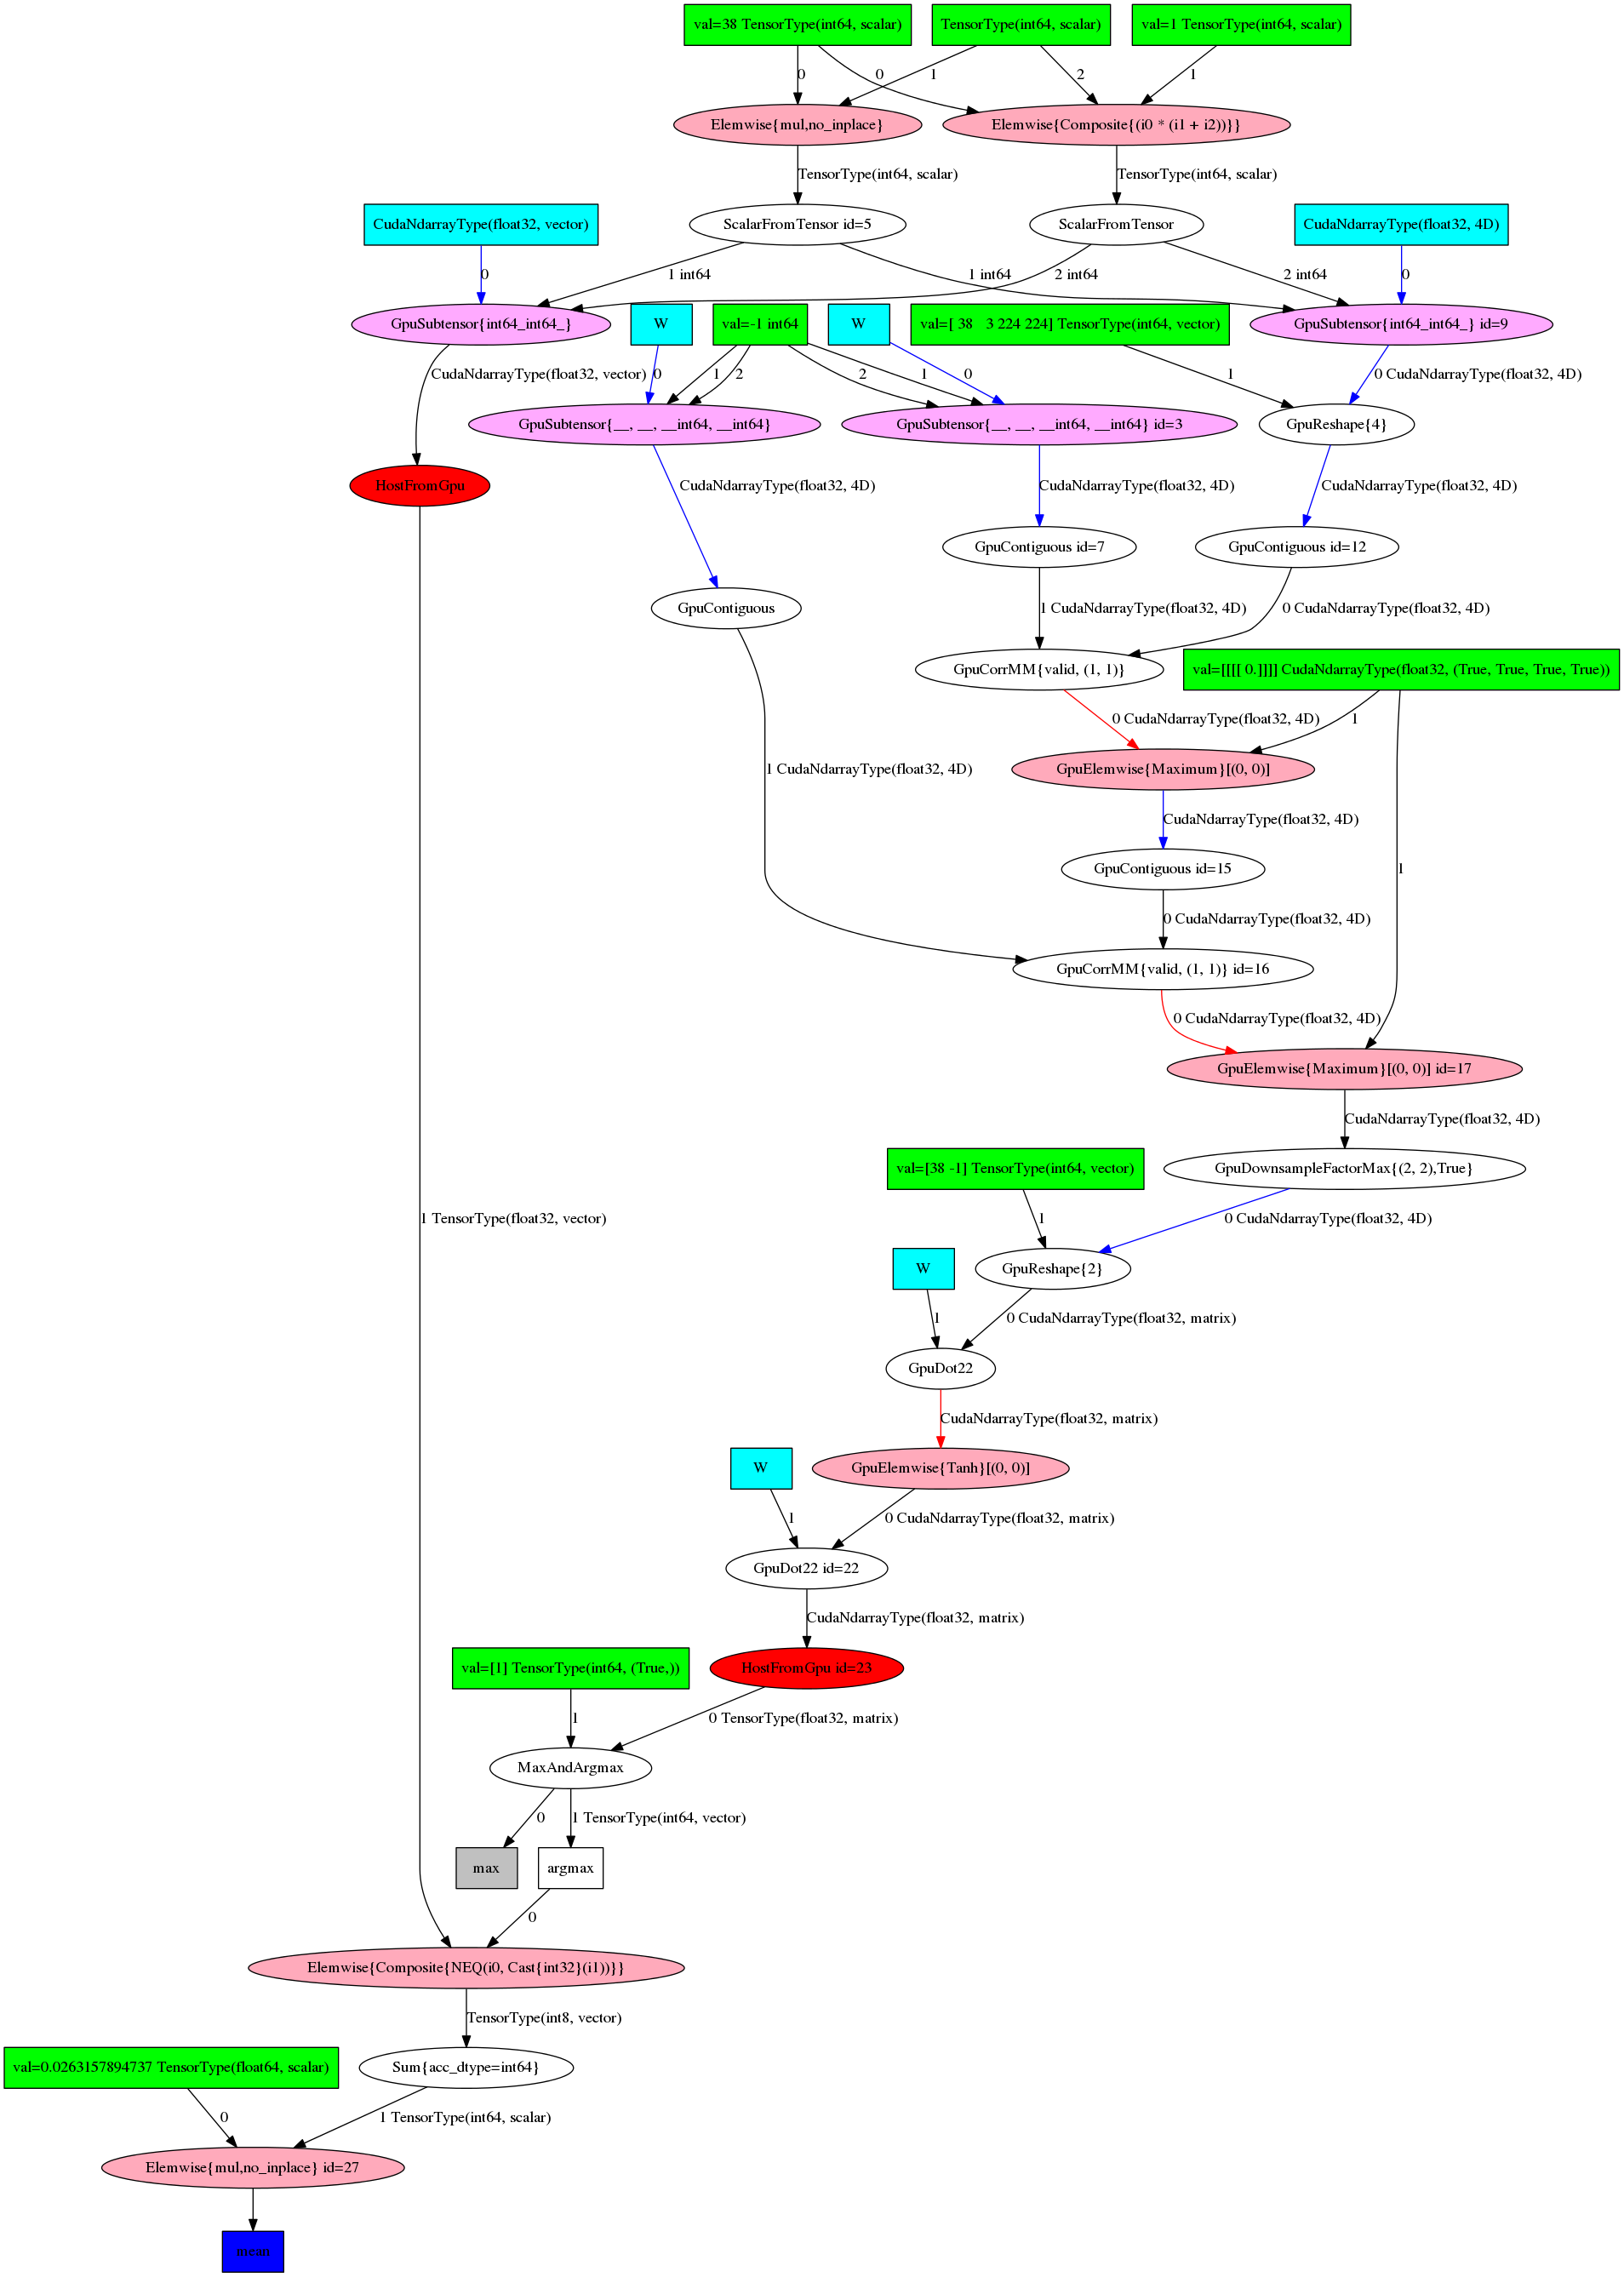 val=38 TensorType(int64, scalar)
TensorType(int64, scalar)
val=1 TensorType(int64, scalar)
0
0
1
2
1
Elemwise{mul,no_inplace}
Elemwise{Composite{(i0 * (i1 + i2))}}
TensorType(int64, scalar)
TensorType(int64, scalar)
CudaNdarrayType(float32, vector)
ScalarFromTensor id=5
ScalarFromTensor
CudaNdarrayType(float32, 4D)
0
1 int64
1 int64
2 int64
2 int64
0
GpuSubtensor{int64_int64_}
W
val=-1 int64
W
val=[ 38   3 224 224] TensorType(int64, vector)
GpuSubtensor{int64_int64_} id=9
CudaNdarrayType(float32, vector)
0
1
2
2
1
0
1
0 CudaNdarrayType(float32, 4D)
GpuSubtensor{__, __, __int64, __int64}
GpuSubtensor{__, __, __int64, __int64} id=3
GpuReshape{4}
HostFromGpu
CudaNdarrayType(float32, 4D)
CudaNdarrayType(float32, 4D)
CudaNdarrayType(float32, 4D)
GpuContiguous id=7
GpuContiguous id=12
GpuContiguous
1 CudaNdarrayType(float32, 4D)
0 CudaNdarrayType(float32, 4D)
GpuCorrMM{valid, (1, 1)}
val=[[[[ 0.]]]] CudaNdarrayType(float32, (True, True, True, True))
0 CudaNdarrayType(float32, 4D)
1
1 CudaNdarrayType(float32, 4D)
GpuElemwise{Maximum}[(0, 0)]
CudaNdarrayType(float32, 4D)
GpuContiguous id=15
1
0 CudaNdarrayType(float32, 4D)
GpuCorrMM{valid, (1, 1)} id=16
0 CudaNdarrayType(float32, 4D)
GpuElemwise{Maximum}[(0, 0)] id=17
CudaNdarrayType(float32, 4D)
val=[38 -1] TensorType(int64, vector)
GpuDownsampleFactorMax{(2, 2),True}
1 TensorType(float32, vector)
1
0 CudaNdarrayType(float32, 4D)
W
GpuReshape{2}
1
0 CudaNdarrayType(float32, matrix)
GpuDot22
CudaNdarrayType(float32, matrix)
W
GpuElemwise{Tanh}[(0, 0)]
1
0 CudaNdarrayType(float32, matrix)
GpuDot22 id=22
CudaNdarrayType(float32, matrix)
val=[1] TensorType(int64, (True,))
HostFromGpu id=23
1
0 TensorType(float32, matrix)
MaxAndArgmax
0
1 TensorType(int64, vector)
max
argmax
0
Elemwise{Composite{NEQ(i0, Cast{int32}(i1))}}
TensorType(int8, vector)
val=0.0263157894737 TensorType(float64, scalar)
Sum{acc_dtype=int64}
0
1 TensorType(int64, scalar)
Elemwise{mul,no_inplace} id=27
mean